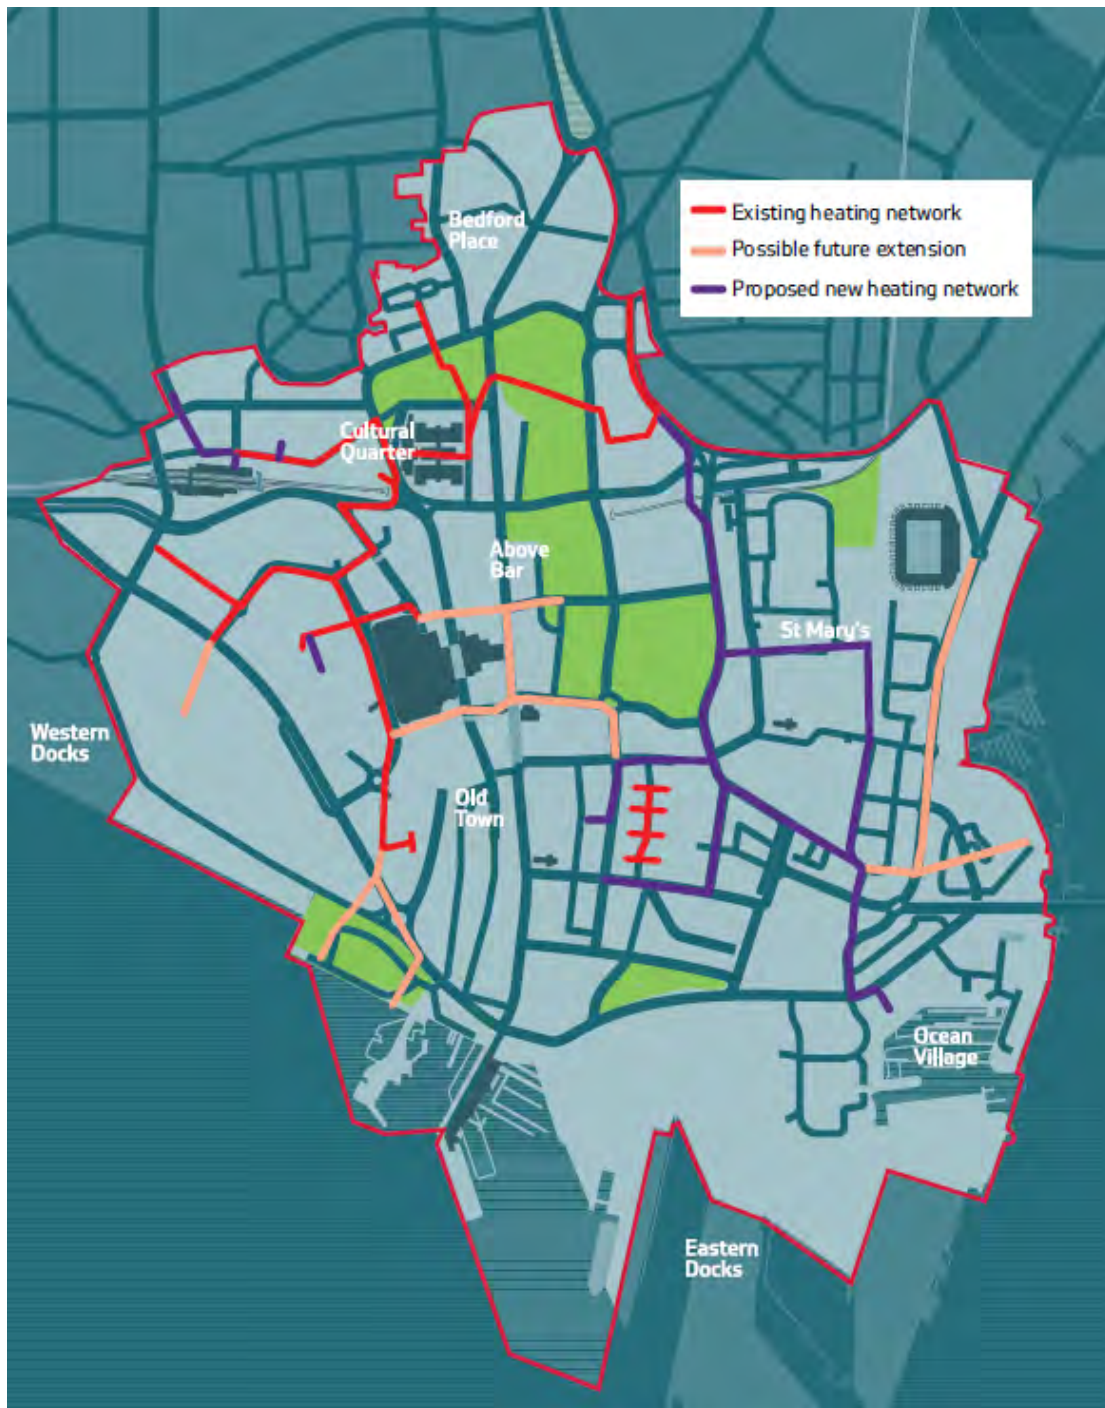 Bedford
Place
Existing heating network
Possible future extension
Proposed new heating network
Cultural
Quarter
Above
Bar
St Mary's
Western
Docks
Old
Town
Ocean
Village
Eastern
Docks